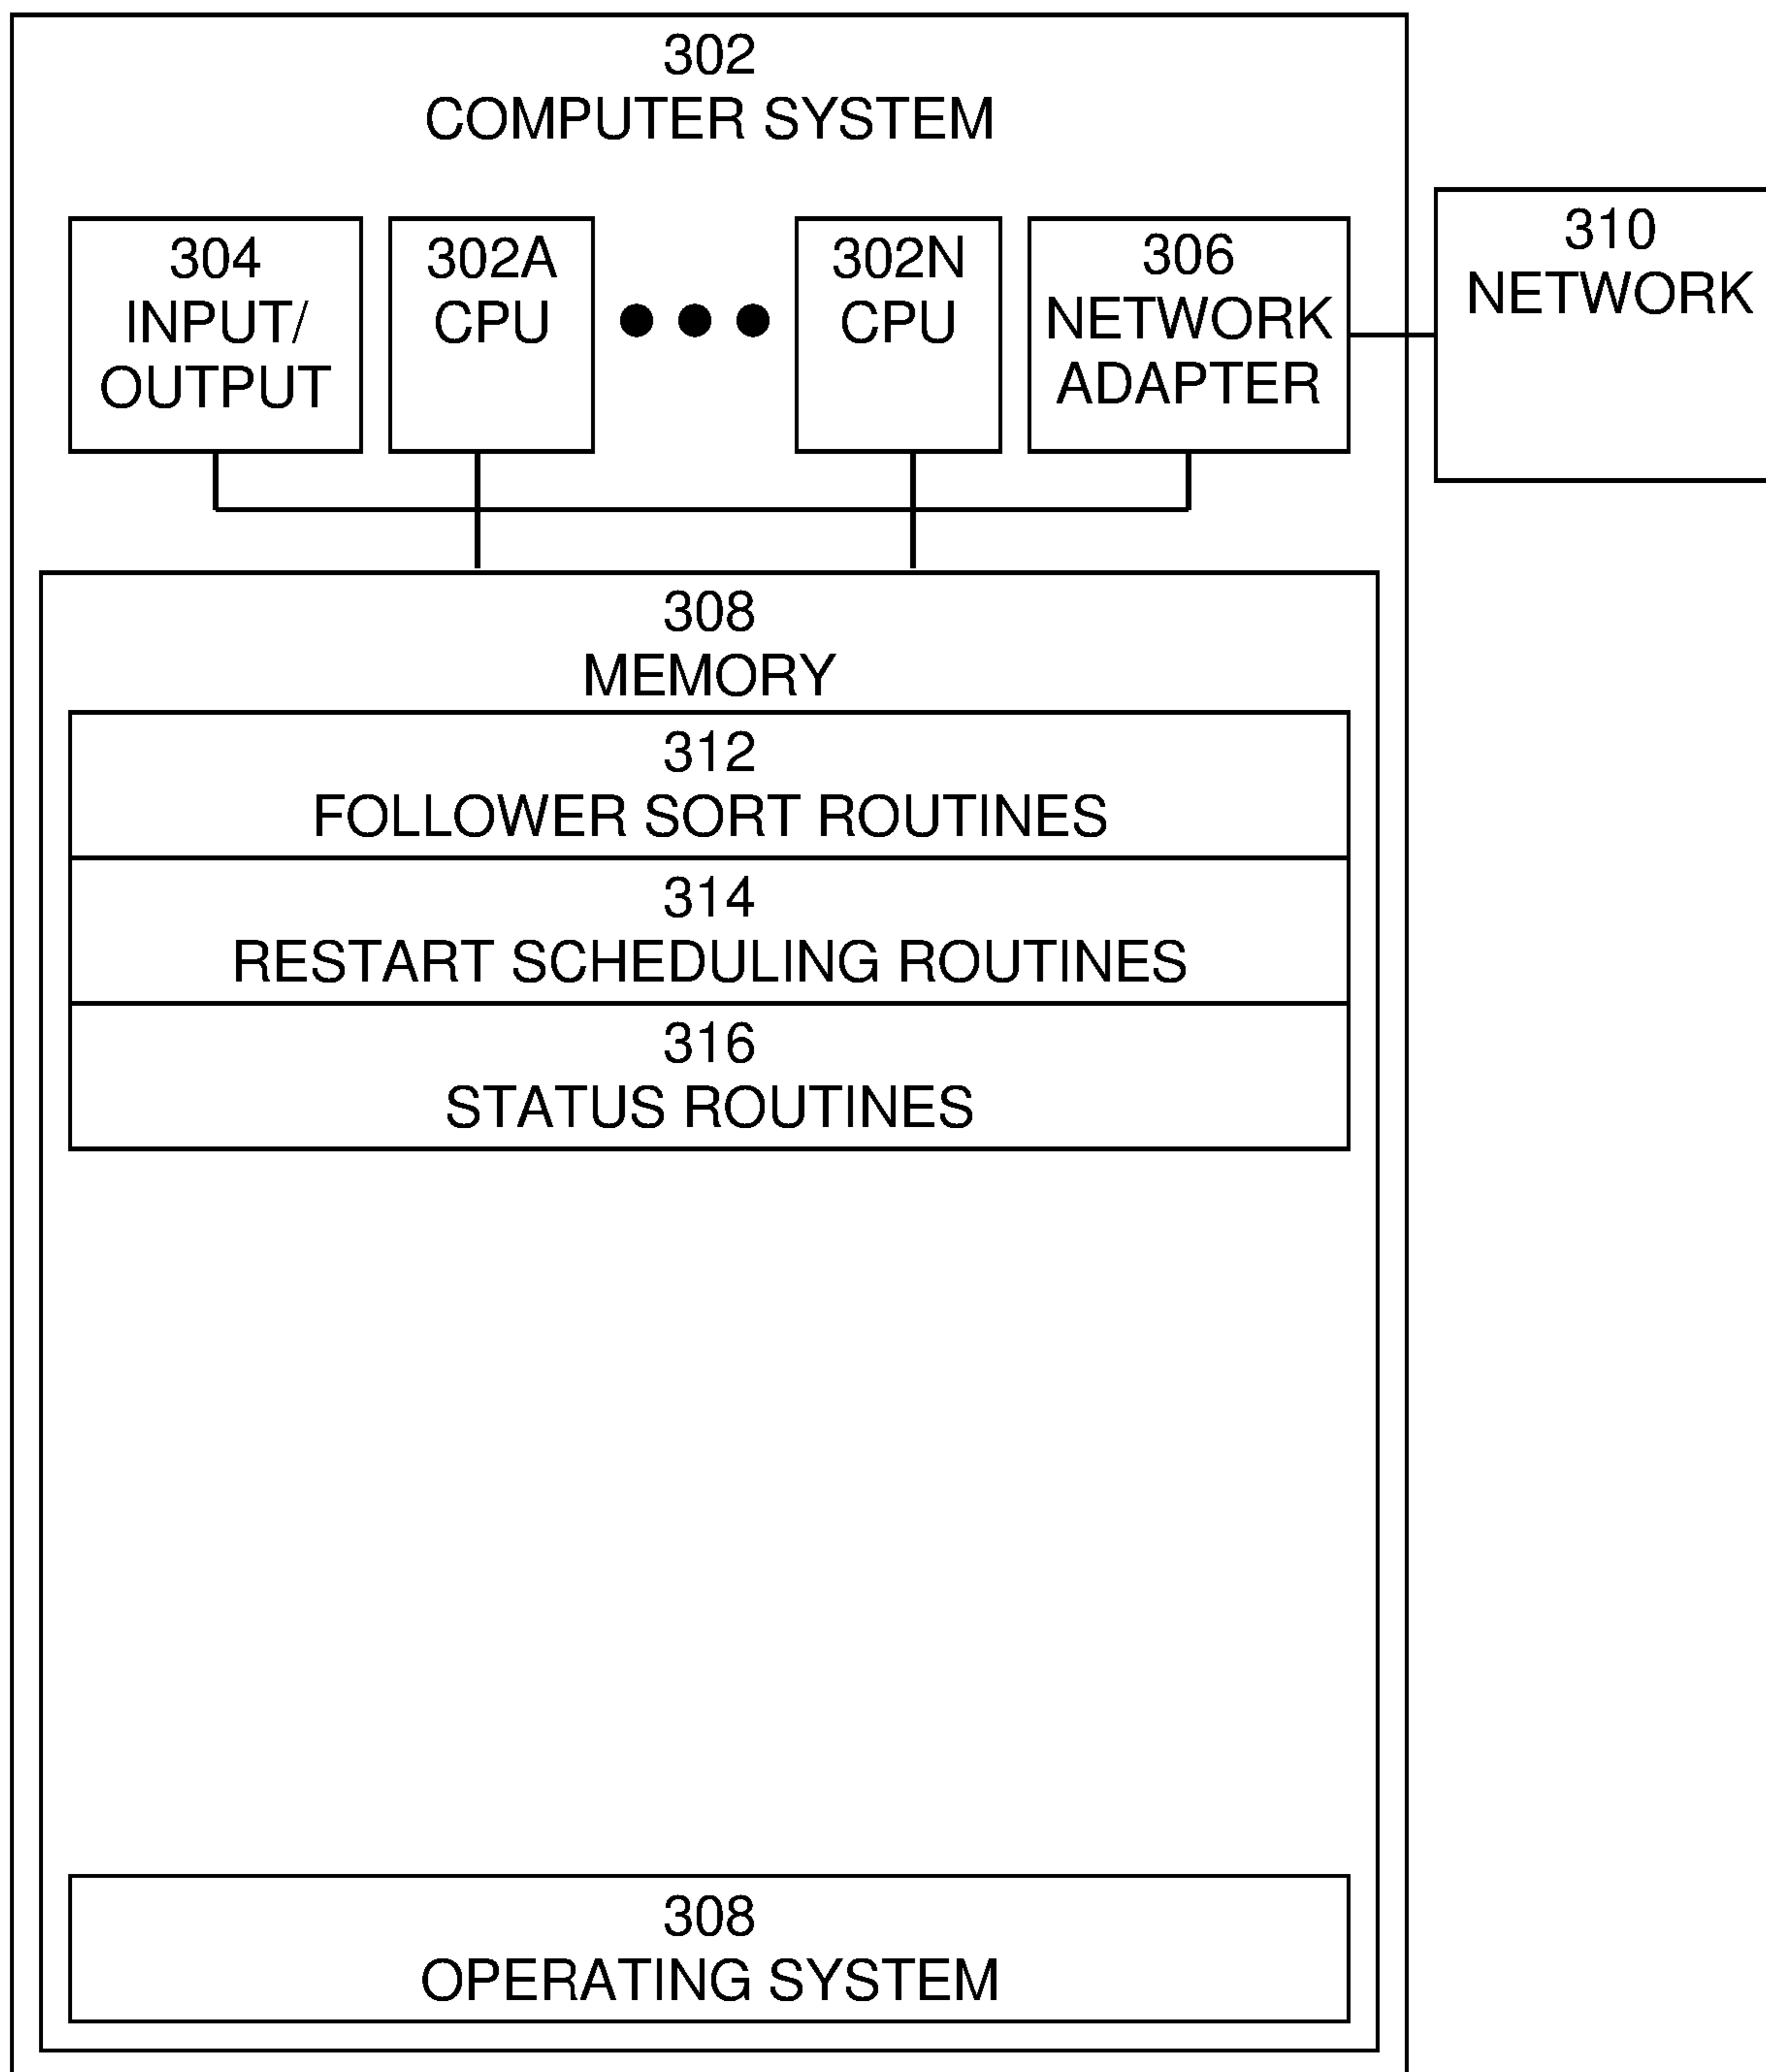 302
COMPUTER SYSTEM
304
INPUT/
OUTPUT
302A
CPU
302N
CPU
306
NETWORK
ADAPTER
310
NETWORK
308
MEMORY
312
FOLLOWER SORT ROUTINES
314
RESTART SCHEDULING ROUTINES
316
STATUS ROUTINES
308
OPERATING SYSTEM